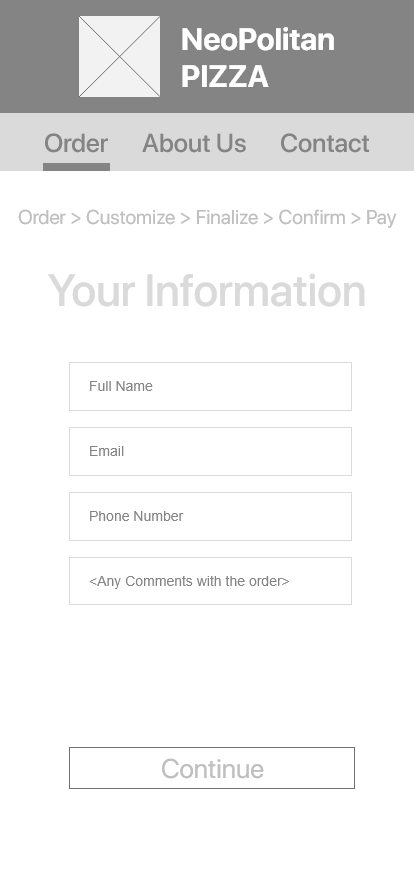 NeoPolitan
PIZZA
Order About Us Contact
Order > Customize > Finalize > Confirm > Pay
Your Information
Full Name
Email
Phone Number
<Any Comments with the order>
Continue